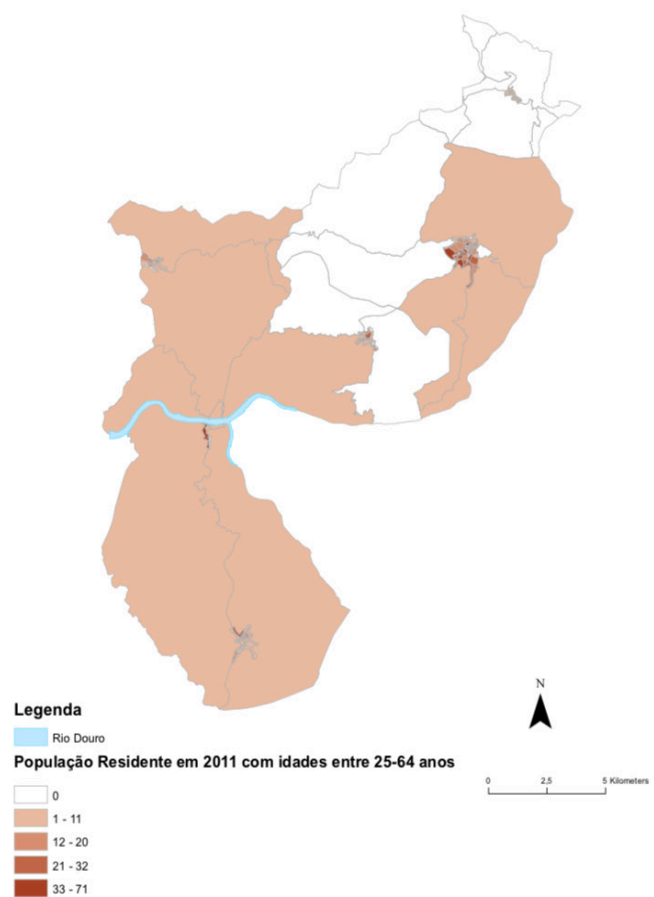 N
0 2,5 5 Kilometers
Legenda
Rio Douro
População Residente em 2011 com idades entre 25-64 anos
0
1 - 11
12 - 20
21 - 32
33 - 71